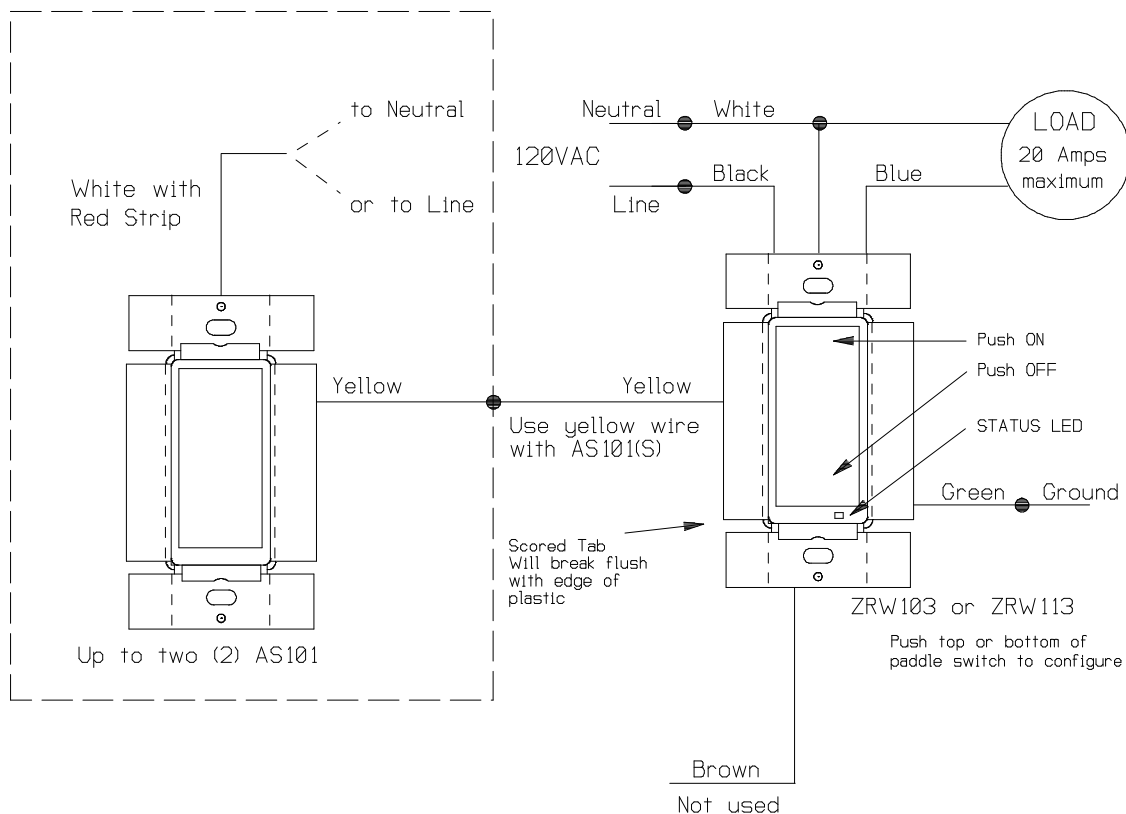 to Neutral
White with
Red Strip
or to Line
Neutral
White
120VAC
Line
Black
Blue
LOAD
20 Amps
maximum
Yellow
Yellow
Use yellow wire
with AS101(S)
Push ON
Push OFF
STATUS LED
Green
Ground
Scored Tab
Will break flush
with edge of
plastic
Up to two (2) AS101
ZRW103 or ZRW113
Push top or bottom of
paddle switch to configure
Brown
Not used